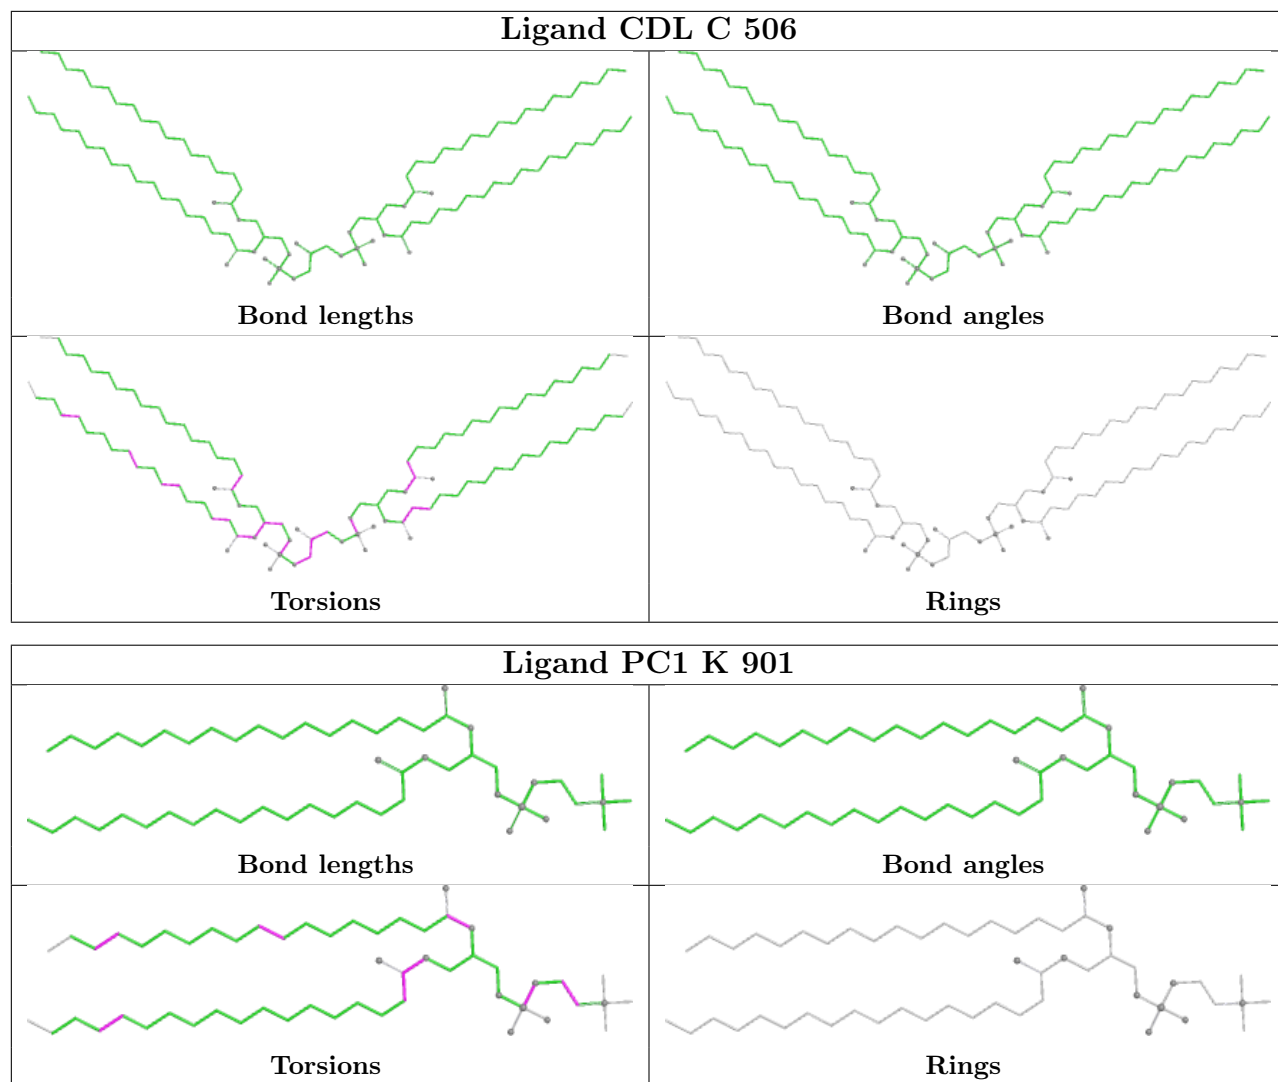 Ligand CDL C 506
Bond lengths
Bond angles
Torsions
Rings
Ligand PC1 K 901
Bond lengths
Bond angles
Torsions
Rings